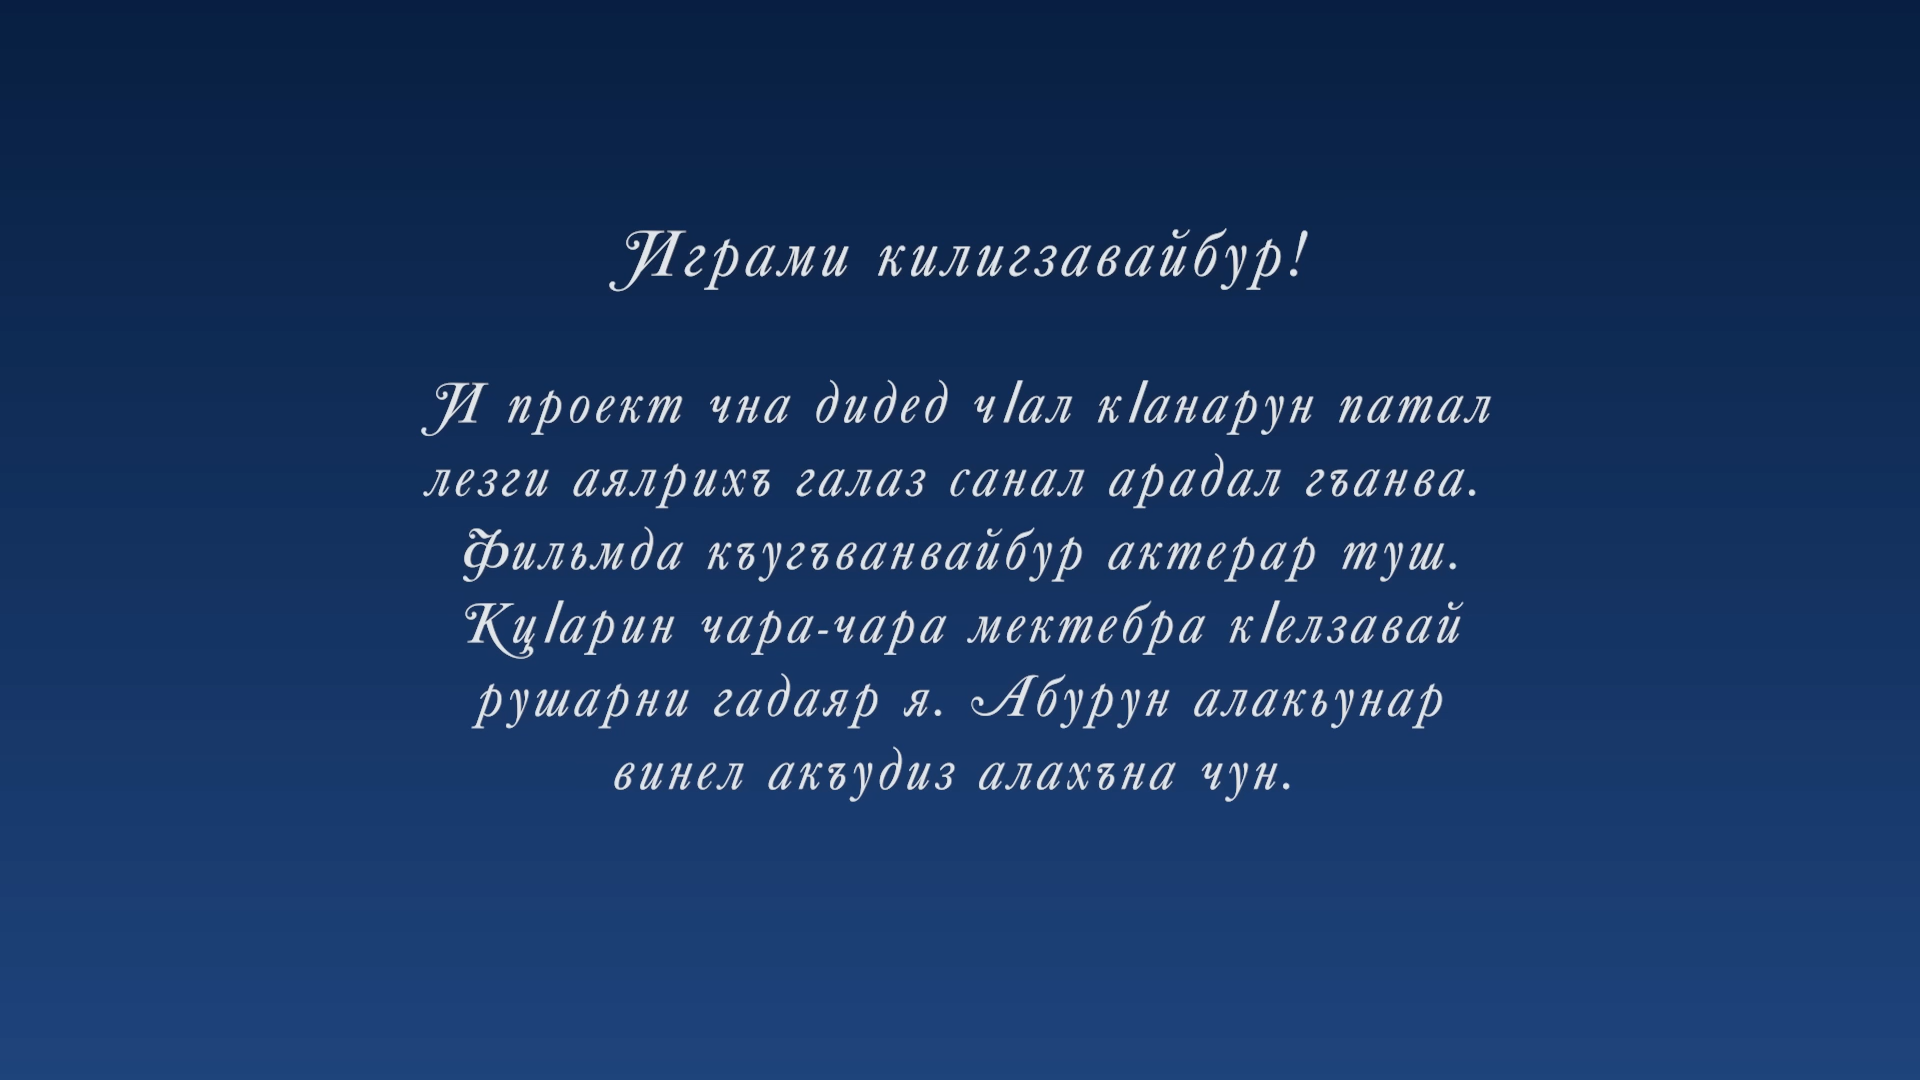 Играми килигзавайбур!
И проект чна дидед чӀал кӀанарун патал
лезги аялрихъ галаз санал арадал гъанва.
Фильмда къугъванвайбур актерар туш.
КцӀарин чара-чара мектебра кӀелзавай
рушарни гадаяр я. Абурун алакьунар
винел акъудиз алахъна чун.